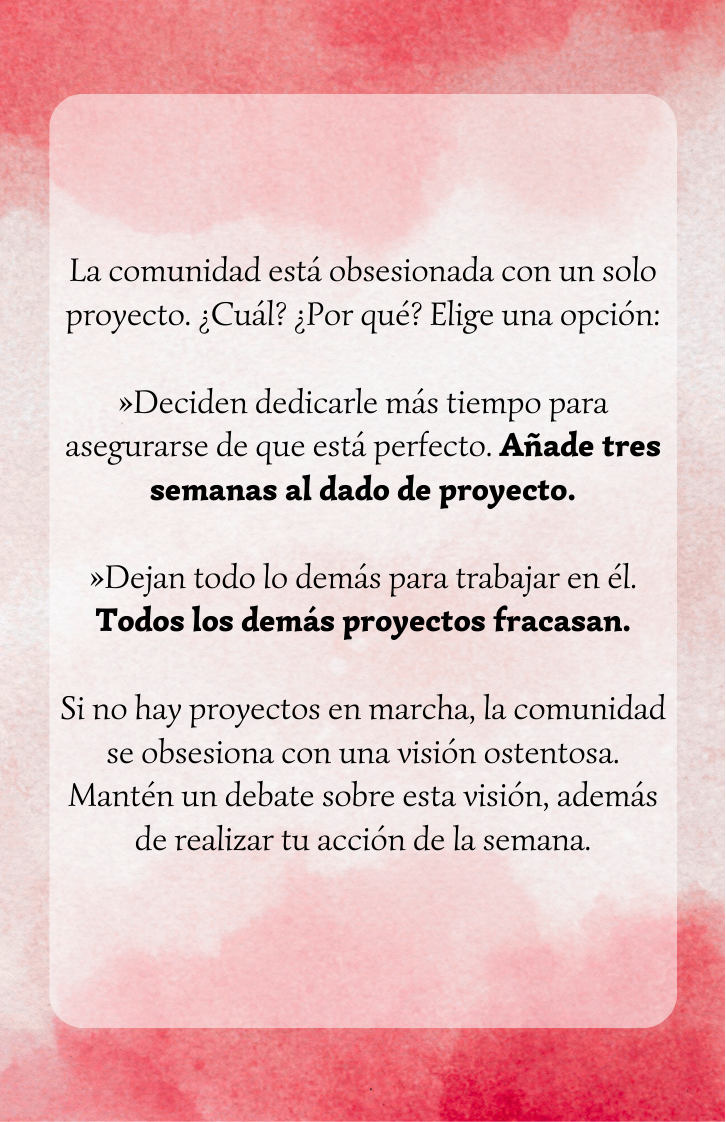 La comunidad está obsesionada con un solo
proyecto. ¿Cuál? ¿Por qué? Elige una opción:
»Deciden dedicarle más tiempo para
asegurarse de que está perfecto. Añade tres
semanas al dado de proyecto.
»Dejan todo lo demás para trabajar en él.
Todos los demás proyectos fracasan.
Si no hay proyectos en marcha, la comunidad
se obsesiona con una visión ostentosa.
Mantén un debate sobre esta visión, además
de realizar tu acción de la semana.